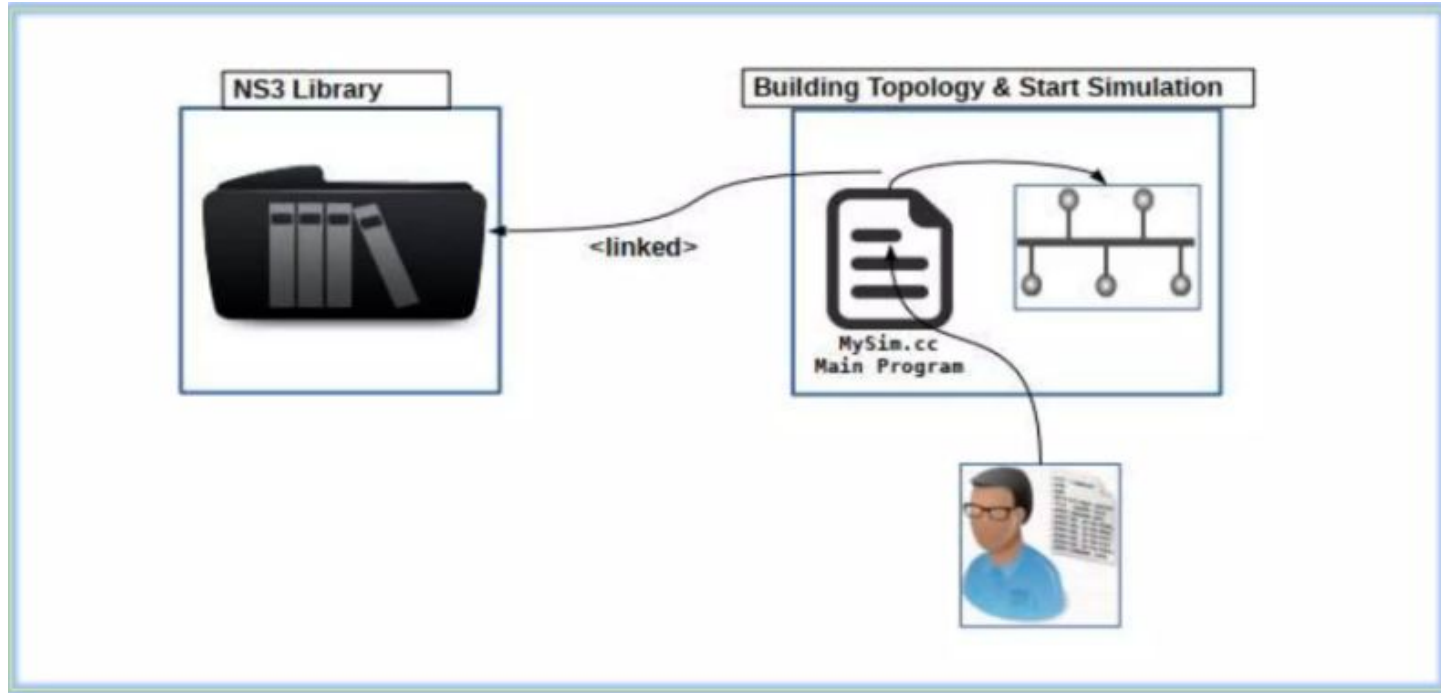 NS3 Library
Building Topology & Start Simulation
<linked>
MySim.cc
Main Program